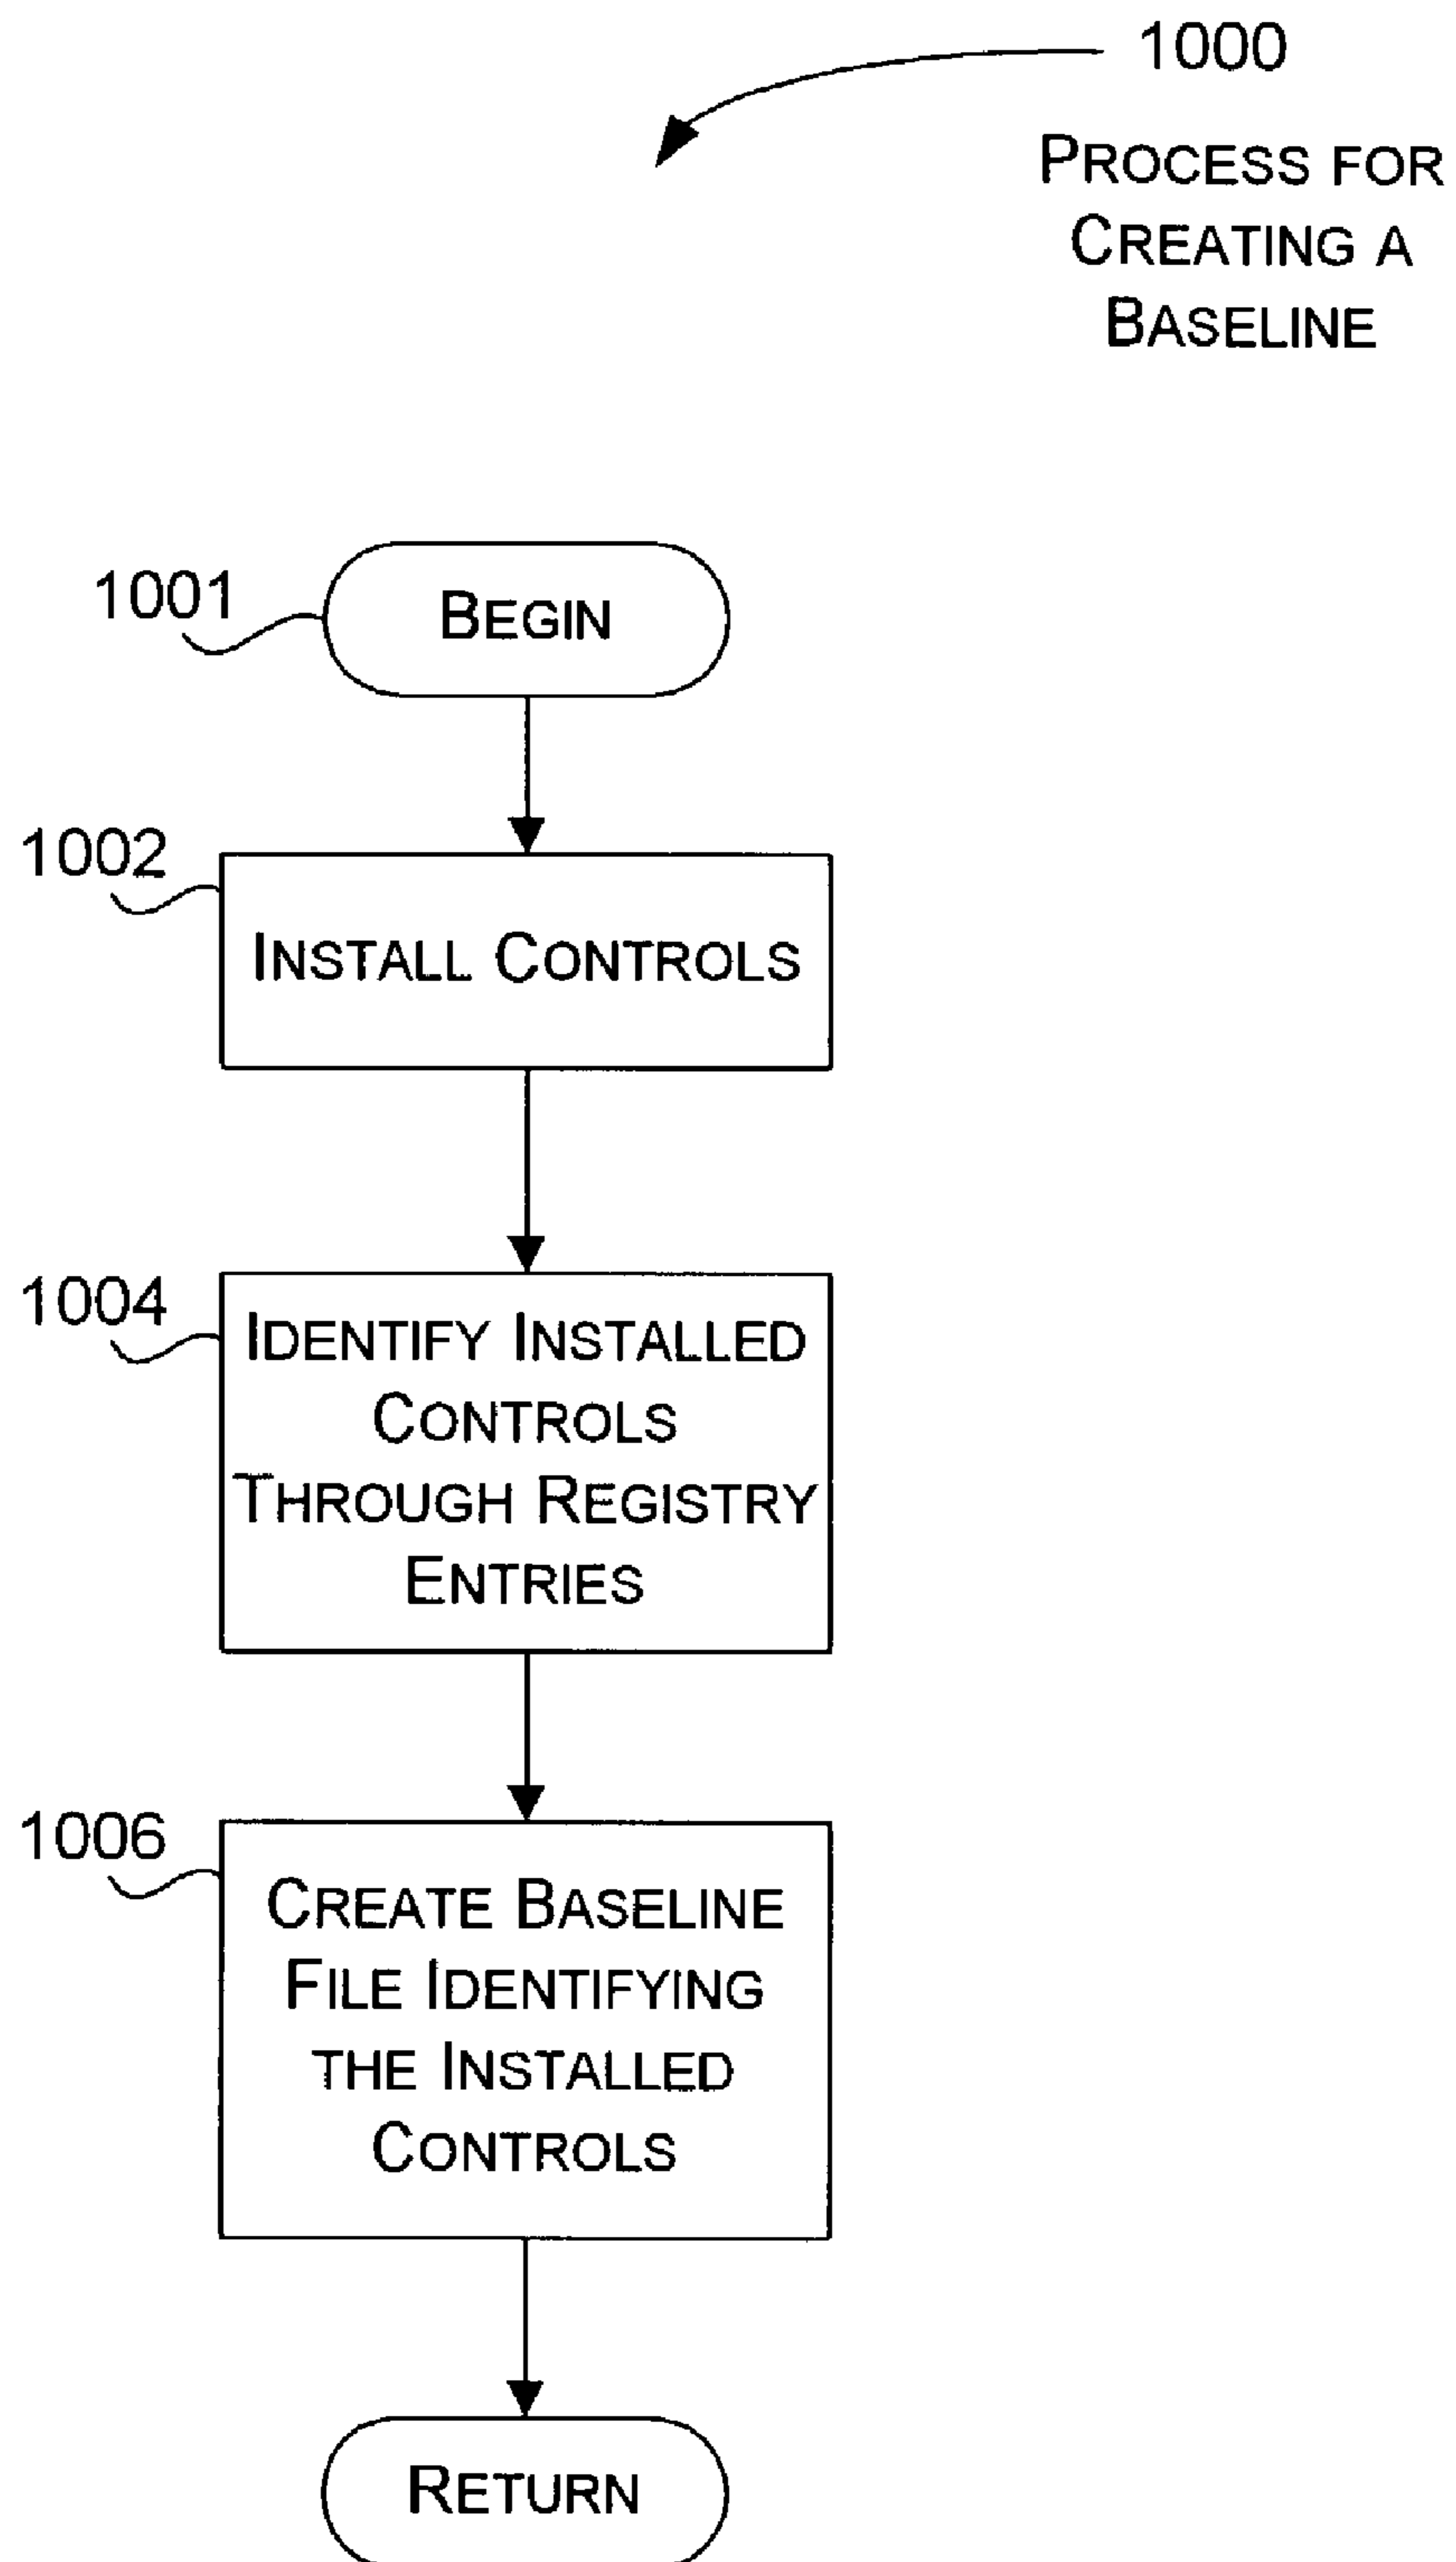 1000
PROCESS FOR
CREATING A
BASELINE
1001
BEGIN
1002
INSTALL CONTROLS
1004
IDENTIFY INSTALLED
CONTROLS
THROUGH REGISTRY
ENTRIES
1006
CREATE BASELINE
FILE IDENTIFYING
THE INSTALLED
CONTROLS
RETURN